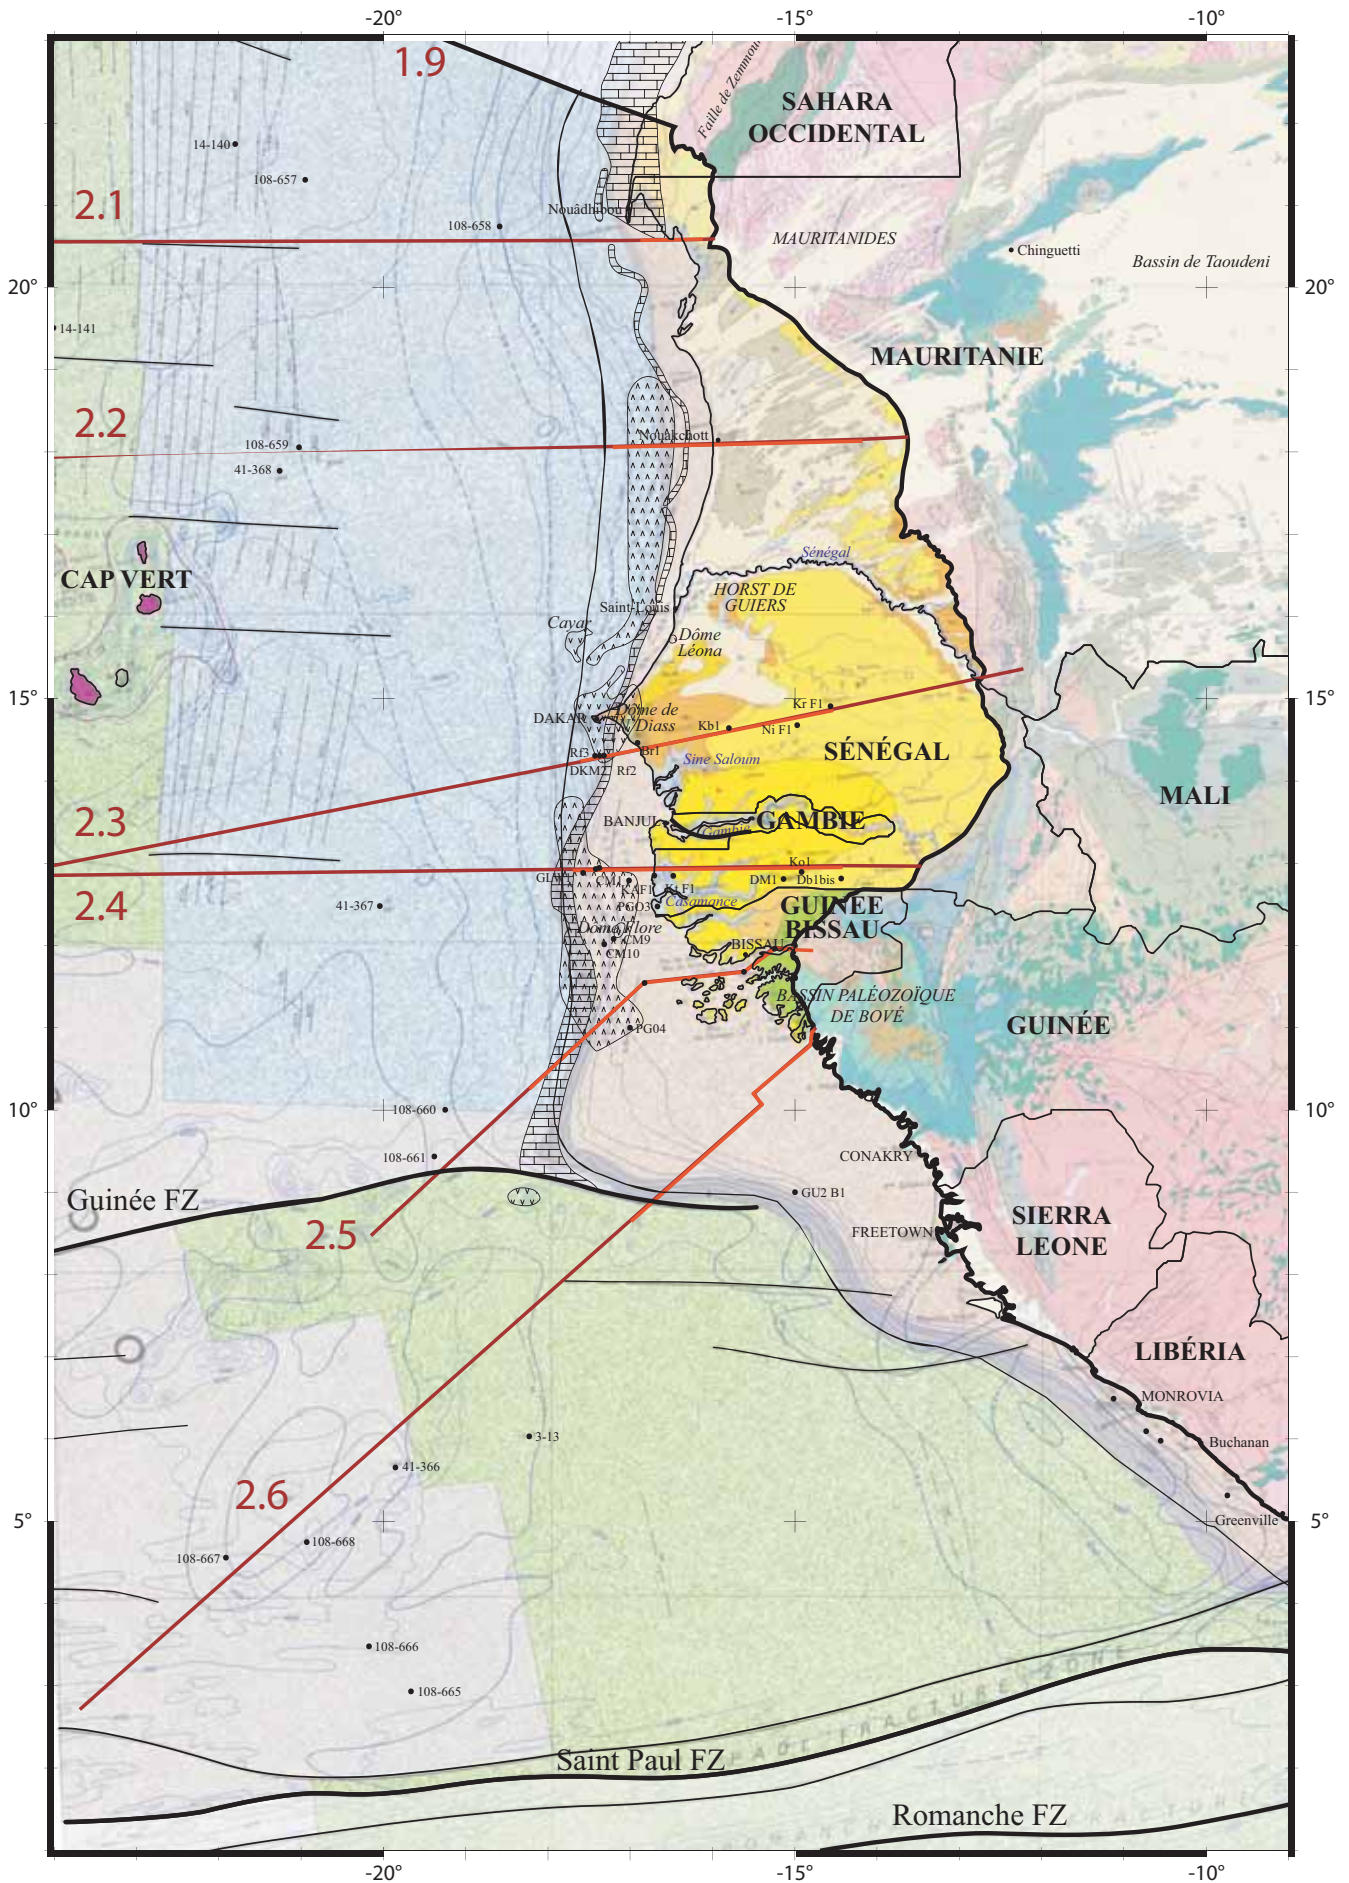 -20°
-15°
-10°
1.9
Faille de Zemmour
SAHARA
OCCIDENTAL
14-140
108-657
2.1
Nouâdhibou
108-658
MAURITANIDES
Chinguetti
Bassin de Taoudeni
20°
20°
14-141
MAURITANIE
2.2
Nouakchott
108-659
41-368
Sénégal
CAP VERT
HORST DE
GUIERS
Saint-Louis
Cayar
Dôme
Léona
15°
15°
Dôme de
Diass
DAKAR
Kr F1
Kb1
Ni F1
Rf3
Br1
SÉNÉGAL
Sine Saloum
DKM2
Rf2
MALI
2.3
BANJUL
Gambie
GAMBIE
Ko1
CM1
DM1
Db1bis
KAF1
2.4
41-367
PGO3
Casamance
GUINÉE
BISSAU
Dôme Flore
CM9
BISSAU
CM10
BASSIN PALÉOZOÏQUE
DE BOVÉ
PG04
GUINÉE
10°
10°
108-660
108-661
CONAKRY
Guinée FZ
GU2 B1
2.5
FREETOWN
SIERRA
LEONE
LIBÉRIA
MONROVIA
3-13
Buchanan
41-366
2.6
5°
Greenville
5°
108-668
108-667
108-666
108-665
FRACTURE ZONE
Saint Paul FZ
Romanche FZ
-20°
-15°
-10°